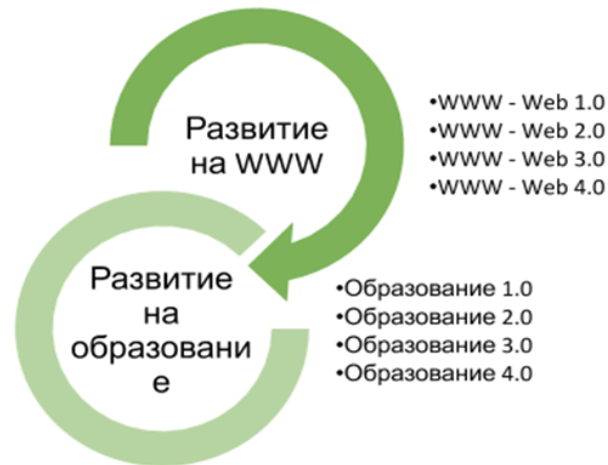 Развитие
на WWW
•WWW - Web 1.0
•WWW - Web 2.0
•WWW - Web 3.0
•WWW - Web 4.0
Развитие
на
образовани
е
•Образование 1.0
•Образование 2.0
•Образование 3.0
•Образование 4.0